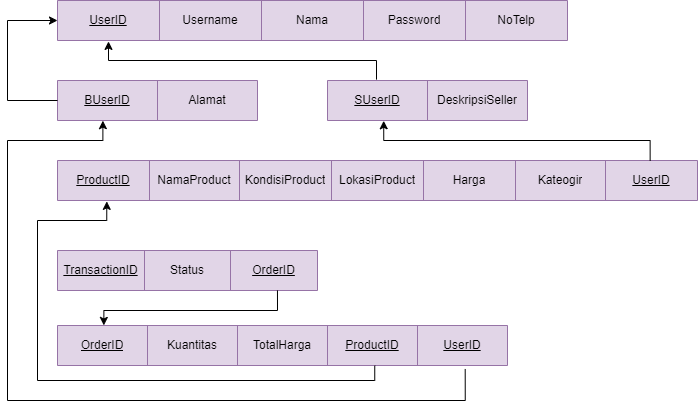 UserID Username Nama Password NoTelp
BUserID Alamat SUserID DeskripsiSeller
ProductID NamaProduct KondisiProduct LokasiProduct Harga Kateogir UserID
TransactionID Status OrderID
OrderID Kuantitas TotalHarga ProductID UserID